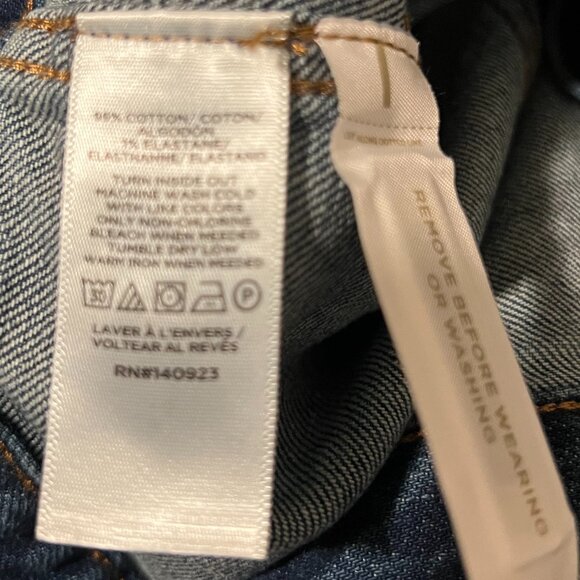 99% COTTON/ COTON/
ALGODÓN
1% ELASTANE/
ELASTHANNE/ ELASTANO
TURN INSIDE OUT
MACHINE WASH COLD
WITH LIKE COLORS
ONLY NON-CHLORINE
BLEACH WHEN NEEDED
TUMBLE DRY LOW
WARM IRON WHEN NEEDED
P
LAVER À L'ENVERS/
VOLTEAR AL REVÉS
RN#140923
REMOVE BEFORE WEARING
OR WASHING